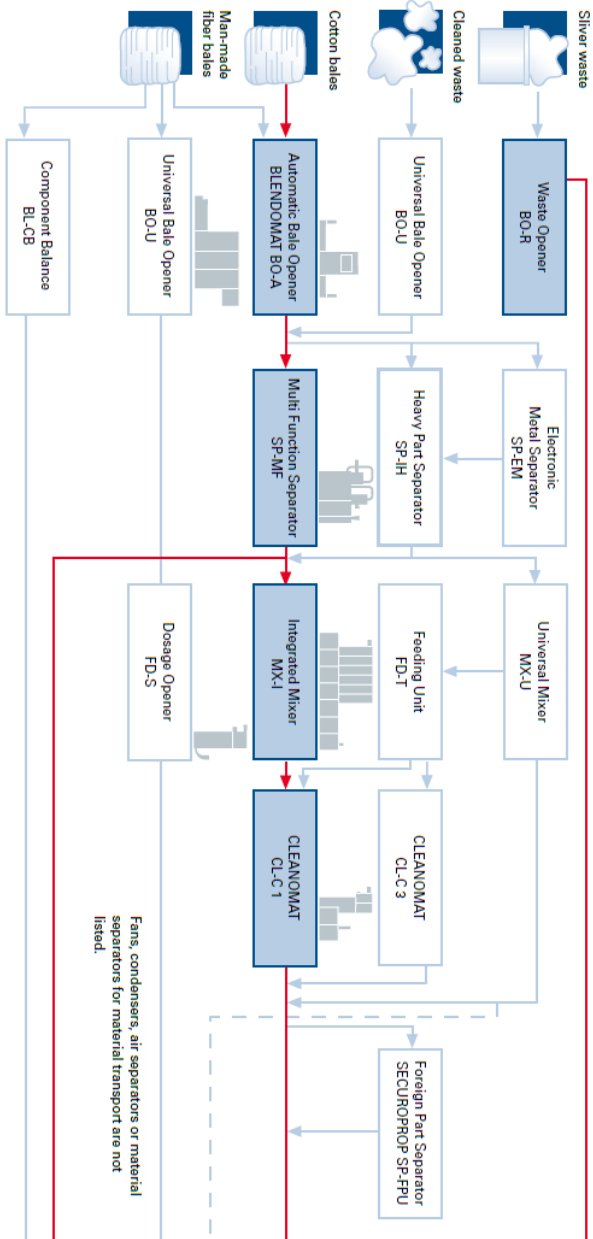 Sliver waste
Waste Opener
BO-R
Electronic
Metal Separator
SP-EM
Universal Mixer
MX-U
Cleaned waste
Universal Bale Opener
BO-U
Heavy Part Separator
SP-IH
Feeding Unit
FD-T
CLEANOMAT
CL-C 3
Foreign Part Separator
SECUROPROP SP-FPU
Cotton bales
Automatic Bale Opener
BLENDOMAT BO-A
Multi Function Separator
SP-MF
Integrated Mixer
MX-I
CLEANOMAT
CL-C 1
Man-made
fiber bales
Universal Bale Opener
BO-U
Dosage Opener
FD-S
Fans, condensers, air separators or material
separators for material transport are not
listed.
Component Balance
BL-CB